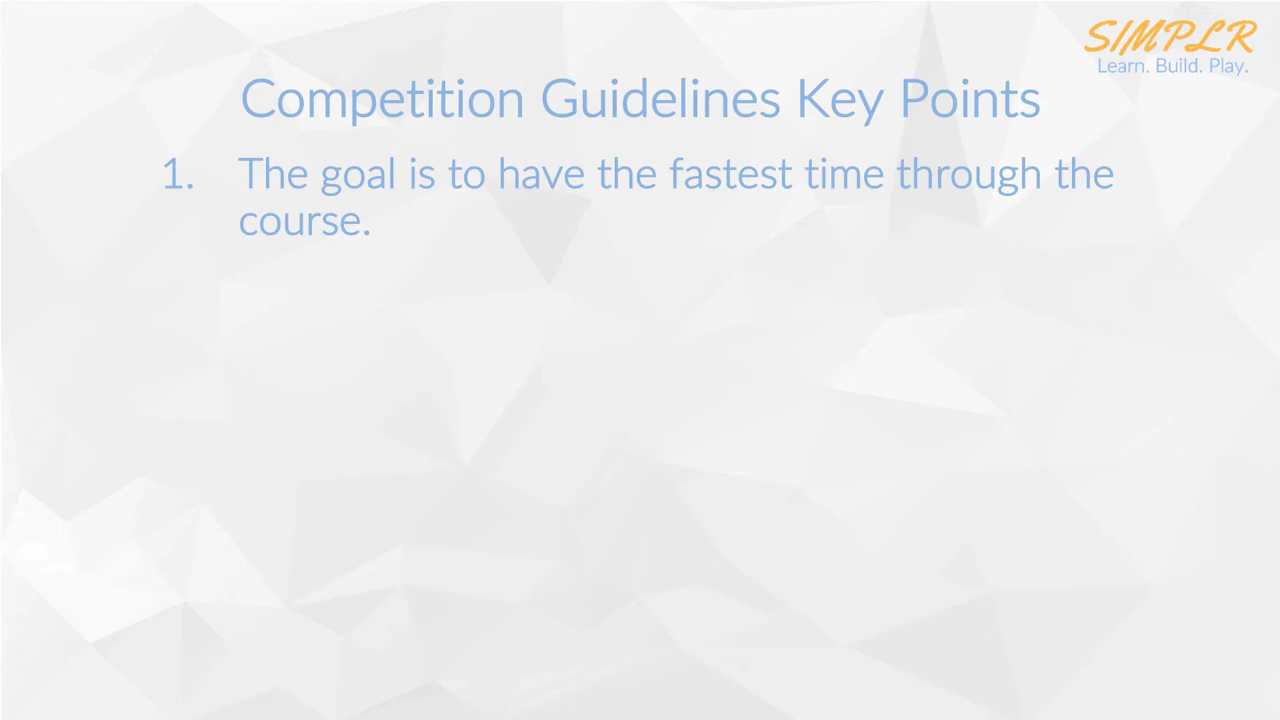 SIMPLR
Learn. Build. Play.
Competition Guidelines Key Points
1. The goal is to have the fastest time through the
course.